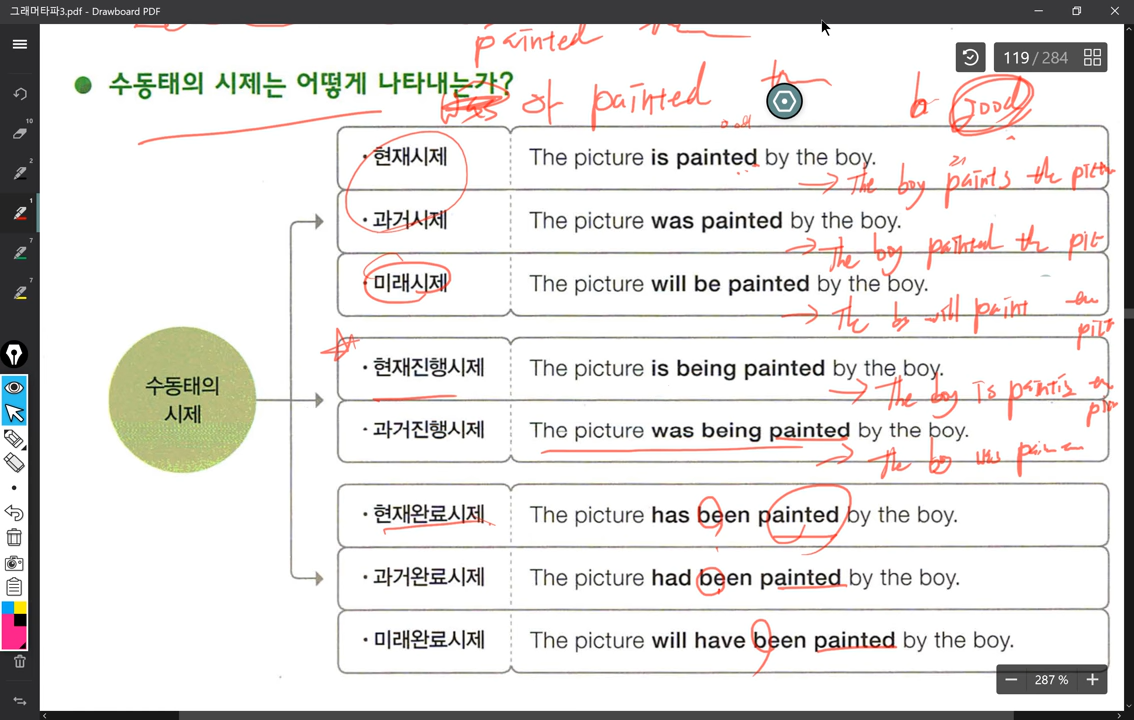 그래머타파3.pdf - Drawboard PDF
painted the
119 / 284
수동태의 시제는 어떻게 나타내는가?
painted
good
· 현재시제 The picture is painted by the boy.
→ The boy paints the
· 과거시제 The picture was painted by the boy.
→ The boy painted the
· 미래시제 The picture will be painted by the boy.
→ The will paint
수동태의
시제
· 현재진행시제 The picture is being painted by the boy.
→ The boy is
· 과거진행시제 The picture was being painted by the boy.
→ The was
· 현재완료시제 The picture has been painted by the boy.
· 과거완료시제 The picture had been painted by the boy.
· 미래완료시제 The picture will have been painted by the boy.
287 %